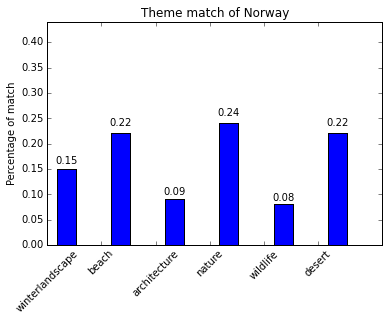 Theme match of Norway
Percentage of match
0.40
0.35
0.30
0.25
0.20
0.15
0.10
0.05
0.00
0.15
0.22
0.09
0.24
0.08
0.22
winterlandscape
beach
architecture
nature
wildlife
desert